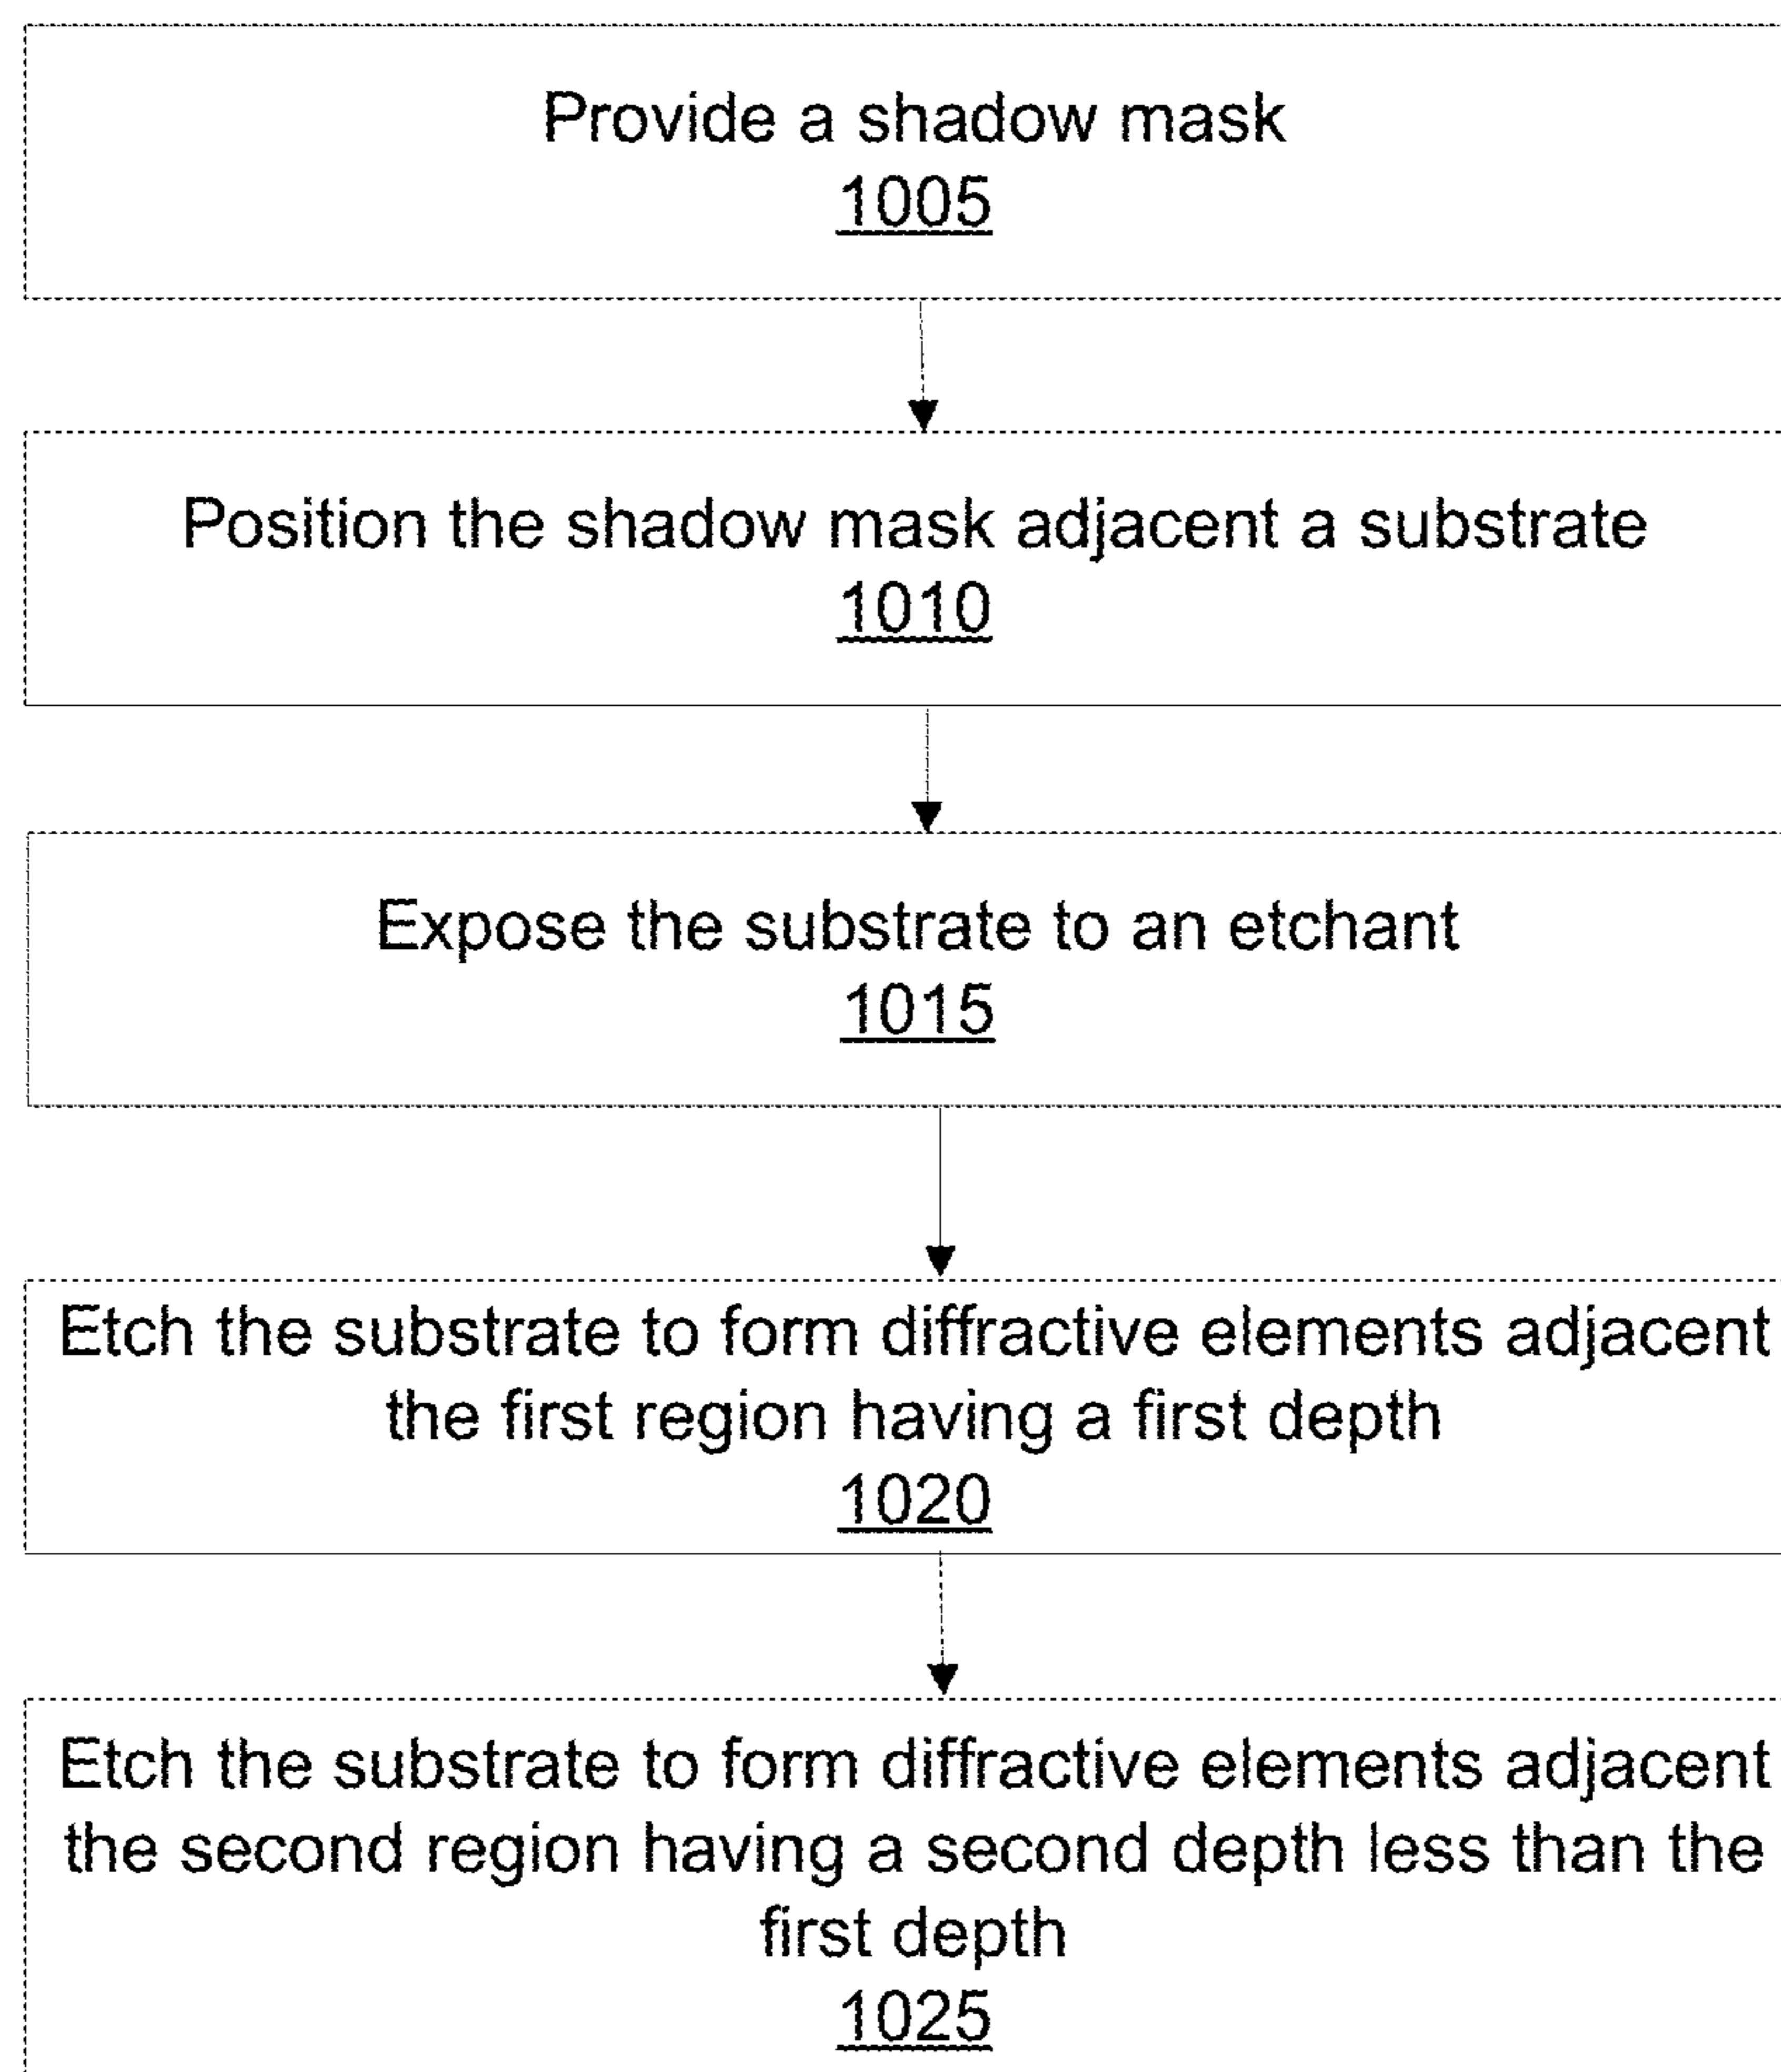 Provide a shadow mask
1005
Position the shadow mask adjacent a substrate
1010
Expose the substrate to an etchant
1015
Etch the substrate to form diffractive elements adjacent
the first region having a first depth
1020
Etch the substrate to form diffractive elements adjacent
the second region having a second depth less than the
first depth
1025